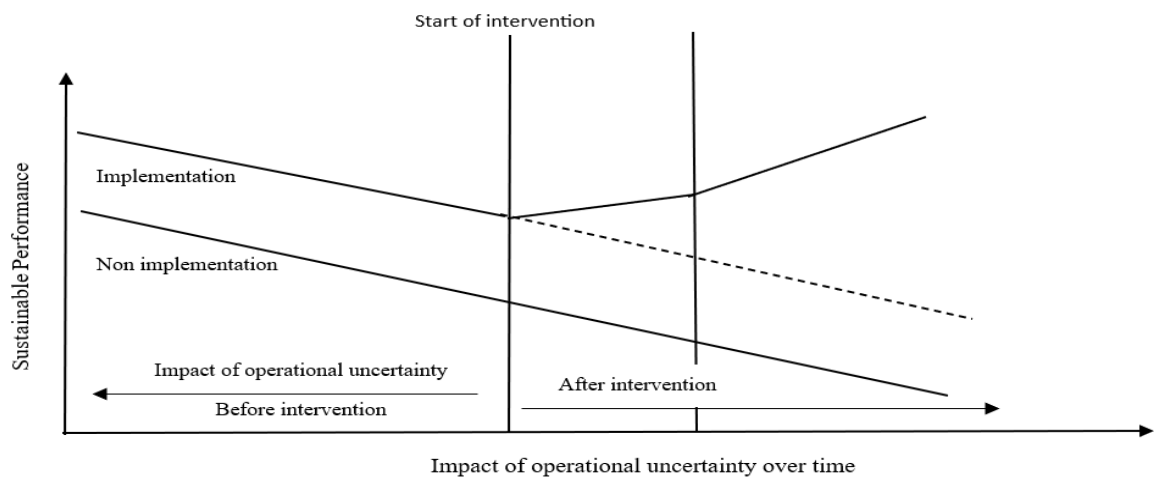 Start of intervention
Sustainable Performance
Implementation
Non implementation
Impact of operational uncertainty
Before intervention
After intervention
Impact of operational uncertainty over time